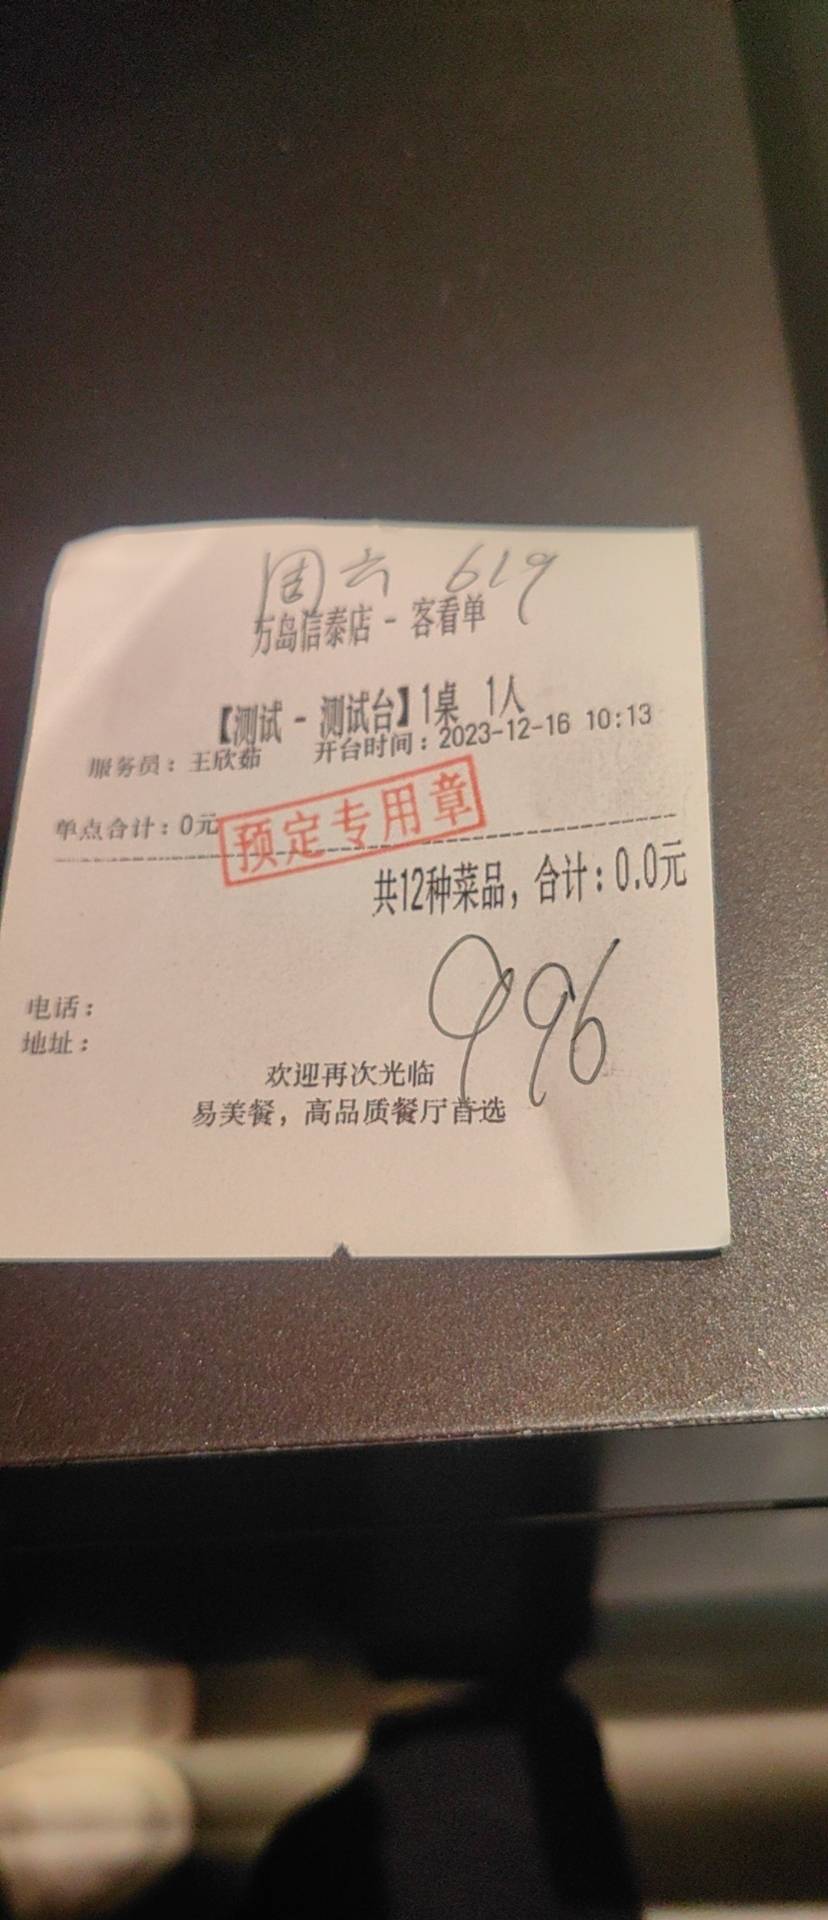 周云 619
万岛信泰店 - 客看单
【测试 - 测试台】1桌 1人
服务员：王欣茹 开台时间：2023-12-16 10:13
单点合计：0元
预定专用章
共12种菜品，合计：0.0元
996
电话：
地址：
欢迎再次光临
易美餐，高品质餐厅首选